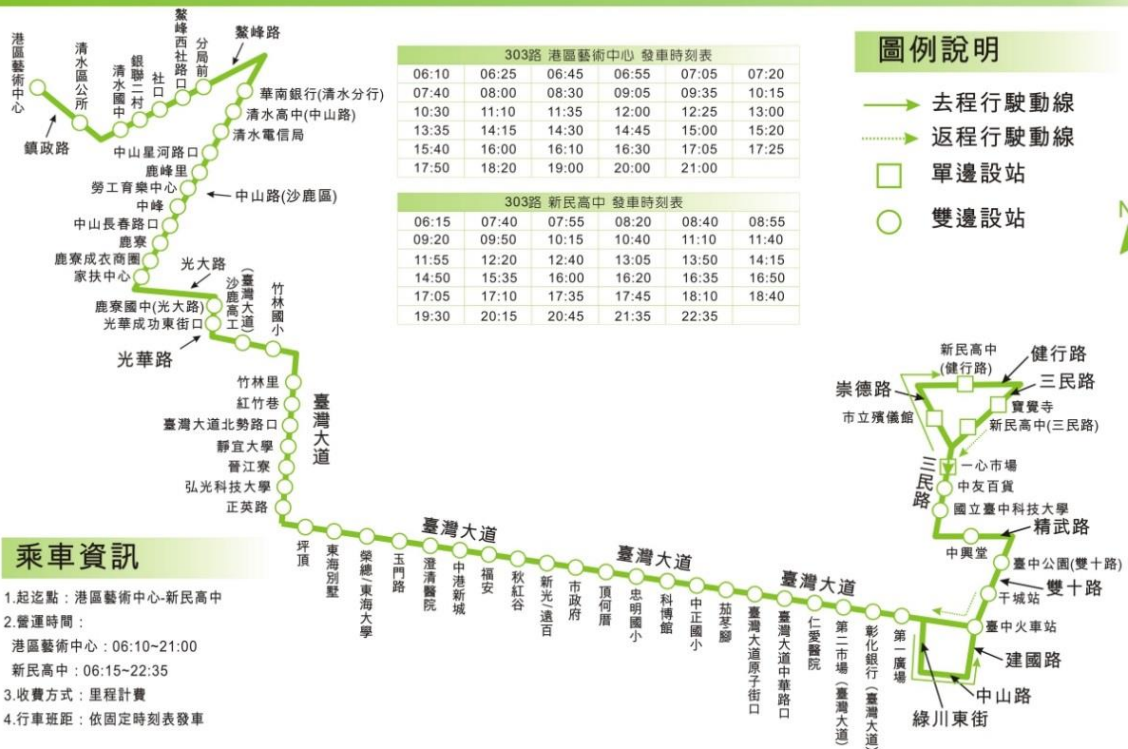 港區藝術中心
清水區公所
清水國中
銀聯二村
社口
鰲峰西社路口
分局前
鰲峰路
鎮政路
華南銀行(清水分行)
清水高中(中山路)
清水電信局
中山星河路口
鹿峰里
勞工育樂中心
中山路(沙鹿區)
中峰
中山長春路口
鹿寮
鹿寮成衣商圈
家扶中心
光大路
鹿寮國中(光大路)
光華成功東街口
光華路
沙鹿高工(臺灣大道)
竹林國小
竹林里
紅竹巷
臺灣大道北勢路口
靜宜大學
晉江寮
弘光科技大學
正英路
臺灣大道
303路 港區藝術中心 發車時刻表
06:10 06:25 06:45 06:55 07:05 07:20
07:40 08:00 08:30 09:05 09:35 10:15
10:30 11:10 11:35 12:00 12:25 13:00
13:35 14:15 14:30 14:45 15:00 15:20
15:40 16:00 16:10 16:30 17:05 17:25
17:50 18:20 19:00 20:00 21:00
303路 新民高中 發車時刻表
06:15 07:40 07:55 08:20 08:40 08:55
09:20 09:50 10:15 10:40 11:10 11:40
11:55 12:20 12:40 13:05 13:50 14:15
14:50 15:35 16:00 16:20 16:35 16:50
17:05 17:10 17:35 17:45 18:10 18:40
19:30 20:15 20:45 21:35 22:35
圖例說明
去程行駛動線
返程行駛動線
單邊設站
雙邊設站
N
臺灣大道
臺灣大道
臺灣大道
坪頂
東海別墅
榮總/東海大學
玉門路
澄清醫院
中港新城
福安
秋紅谷
新光/遠百
市政府
頂何厝
忠明國小
科博館
中正國小
茄苳腳
臺灣大道原子街口
臺灣大道中華路口
仁愛醫院
第二市場(臺灣大道)
彰化銀行(臺灣大道)
第一廣場
綠川東街
中山路
建國路
臺中火車站
干城站
雙十路
臺中公園(雙十路)
精武路
中興堂
國立臺中科技大學
中友百貨
一心市場
三民路
新民高中(三民路)
寶覺寺
三民路
健行路
新民高中
(健行路)
崇德路
市立殯儀館
乘車資訊
1.起迄點：港區藝術中心-新民高中
2.營運時間：
港區藝術中心：06:10~21:00
新民高中：06:15~22:35
3.收費方式：里程計費
4.行車班距：依固定時刻表發車